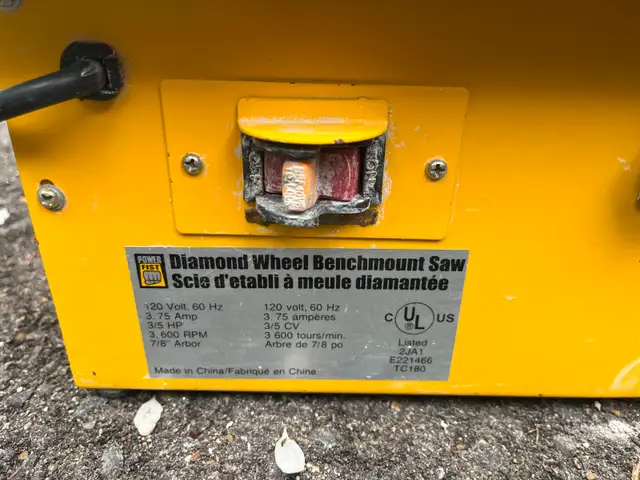 POWER
FIST
Diamond Wheel Benchmount Saw
Scie d'etabli à meule diamantée
120 Volt, 60 Hz
3. 75 Amp
3/5 HP
3, 600 RPM
7/8" Arbor
120 volts, 60 Hz
3. 75 ampères
3/5 CV
3 600 tours/min.
Arbre de 7/8 po
C UL US
Listed
2JA1
E221466
TC180
Made in China/Fabriqué en Chine